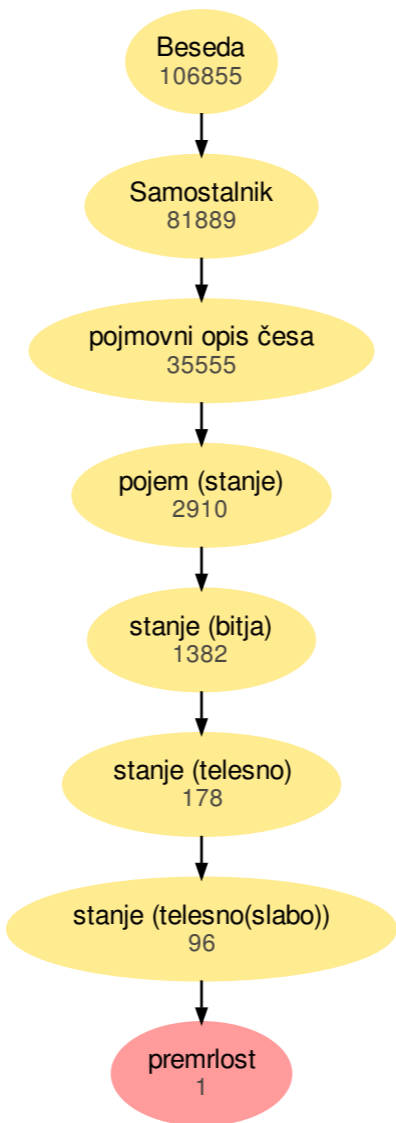 Beseda
106855
Samostalnik
81889
pojmovni opis česa
35555
pojem (stanje)
2910
stanje (bitja)
1382
stanje (telesno)
178
stanje (telesno(slabo))
96
premrlost
1